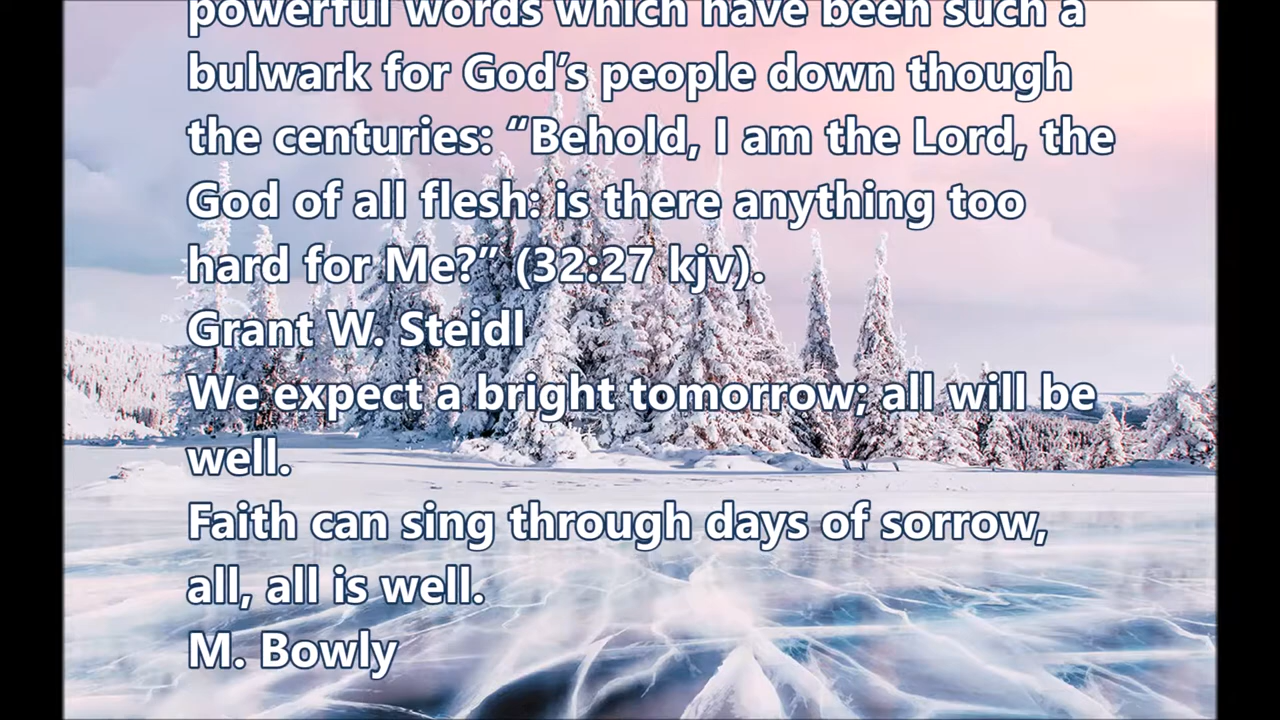 powerful words which have been such a
bulwark for God’s people down though
the centuries: “Behold, I am the Lord, the
God of all flesh: is there anything too
hard for Me?” (32:27 kjv).
Grant W. Steidl
We expect a bright tomorrow; all will be
well.
Faith can sing through days of sorrow,
all, all is well.
M. Bowly